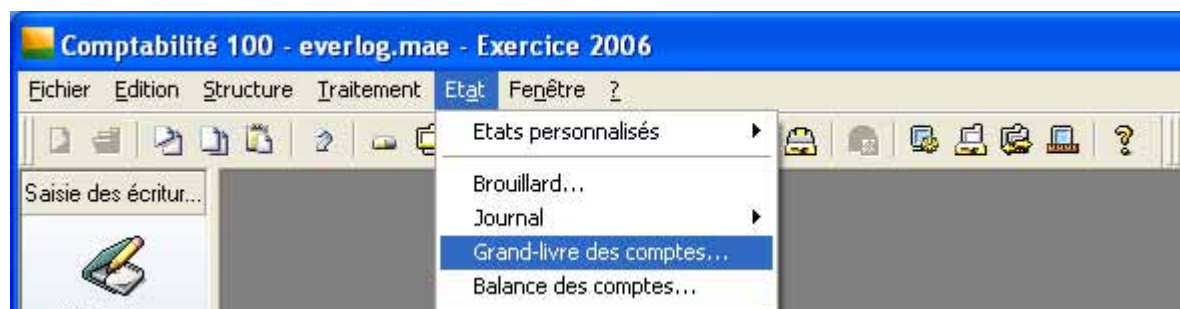 Comptabilité 100 - everlog.mae - Exercice 2006
Fichier Edition Structure Traitement Etat Fenêtre ?
Etats personnalisés
Saisie des écritur...
Brouillard...
Journal
Grand-livre des comptes...
Balance des comptes...